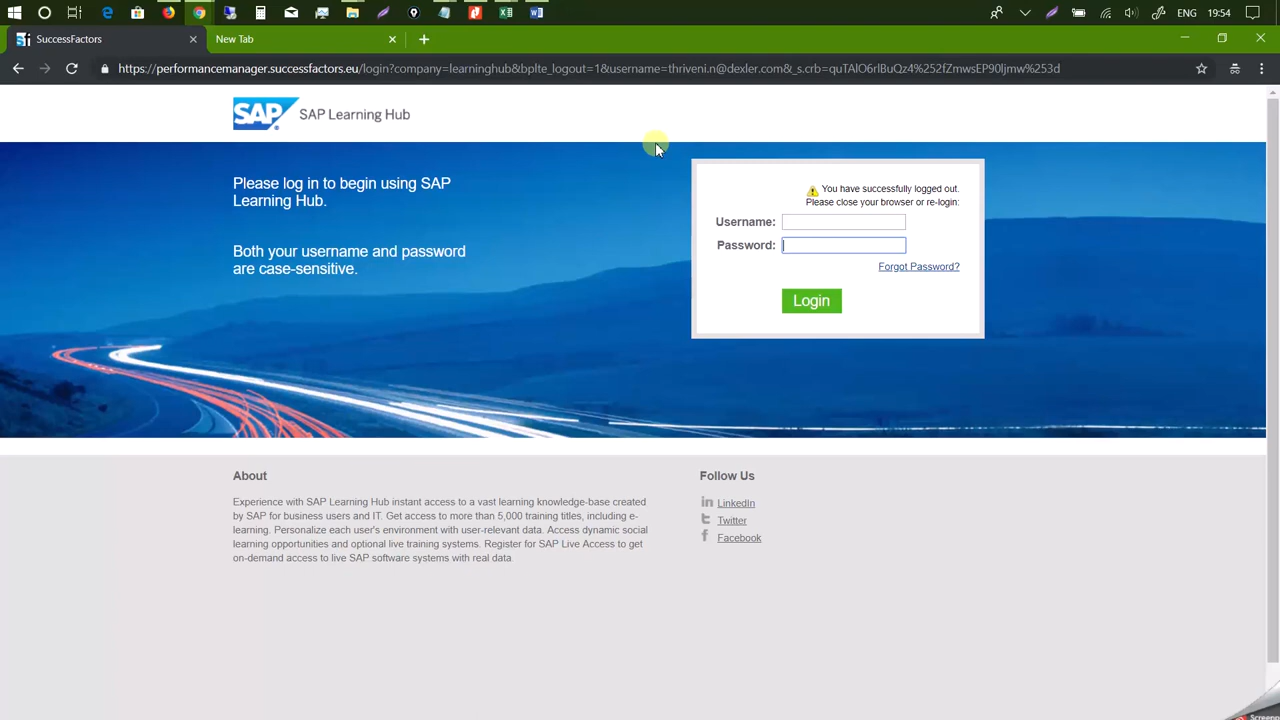 ENG 19:54
SuccessFactors
New Tab
https://performancemanager.successfactors.eu/login?company=learninghub&bplte_logout=1&username=thriveni.n@dexler.com&_s.crb=quTAlO6rlBuQz4%252fZmwsEP90ljmw%253d
SAP SAP Learning Hub
Please log in to begin using SAP
Learning Hub.
Both your username and password
are case-sensitive.
You have successfully logged out.
Please close your browser or re-login:
Username:
Password:
Forgot Password?
Login
About
Experience with SAP Learning Hub instant access to a vast learning knowledge-base created
by SAP for business users and IT. Get access to more than 5,000 training titles, including e-
learning. Personalize each user's environment with user-relevant data. Access dynamic social
learning opportunities and optional live training systems. Register for SAP Live Access to get
on-demand access to live SAP software systems with real data.
Follow Us
LinkedIn
Twitter
Facebook